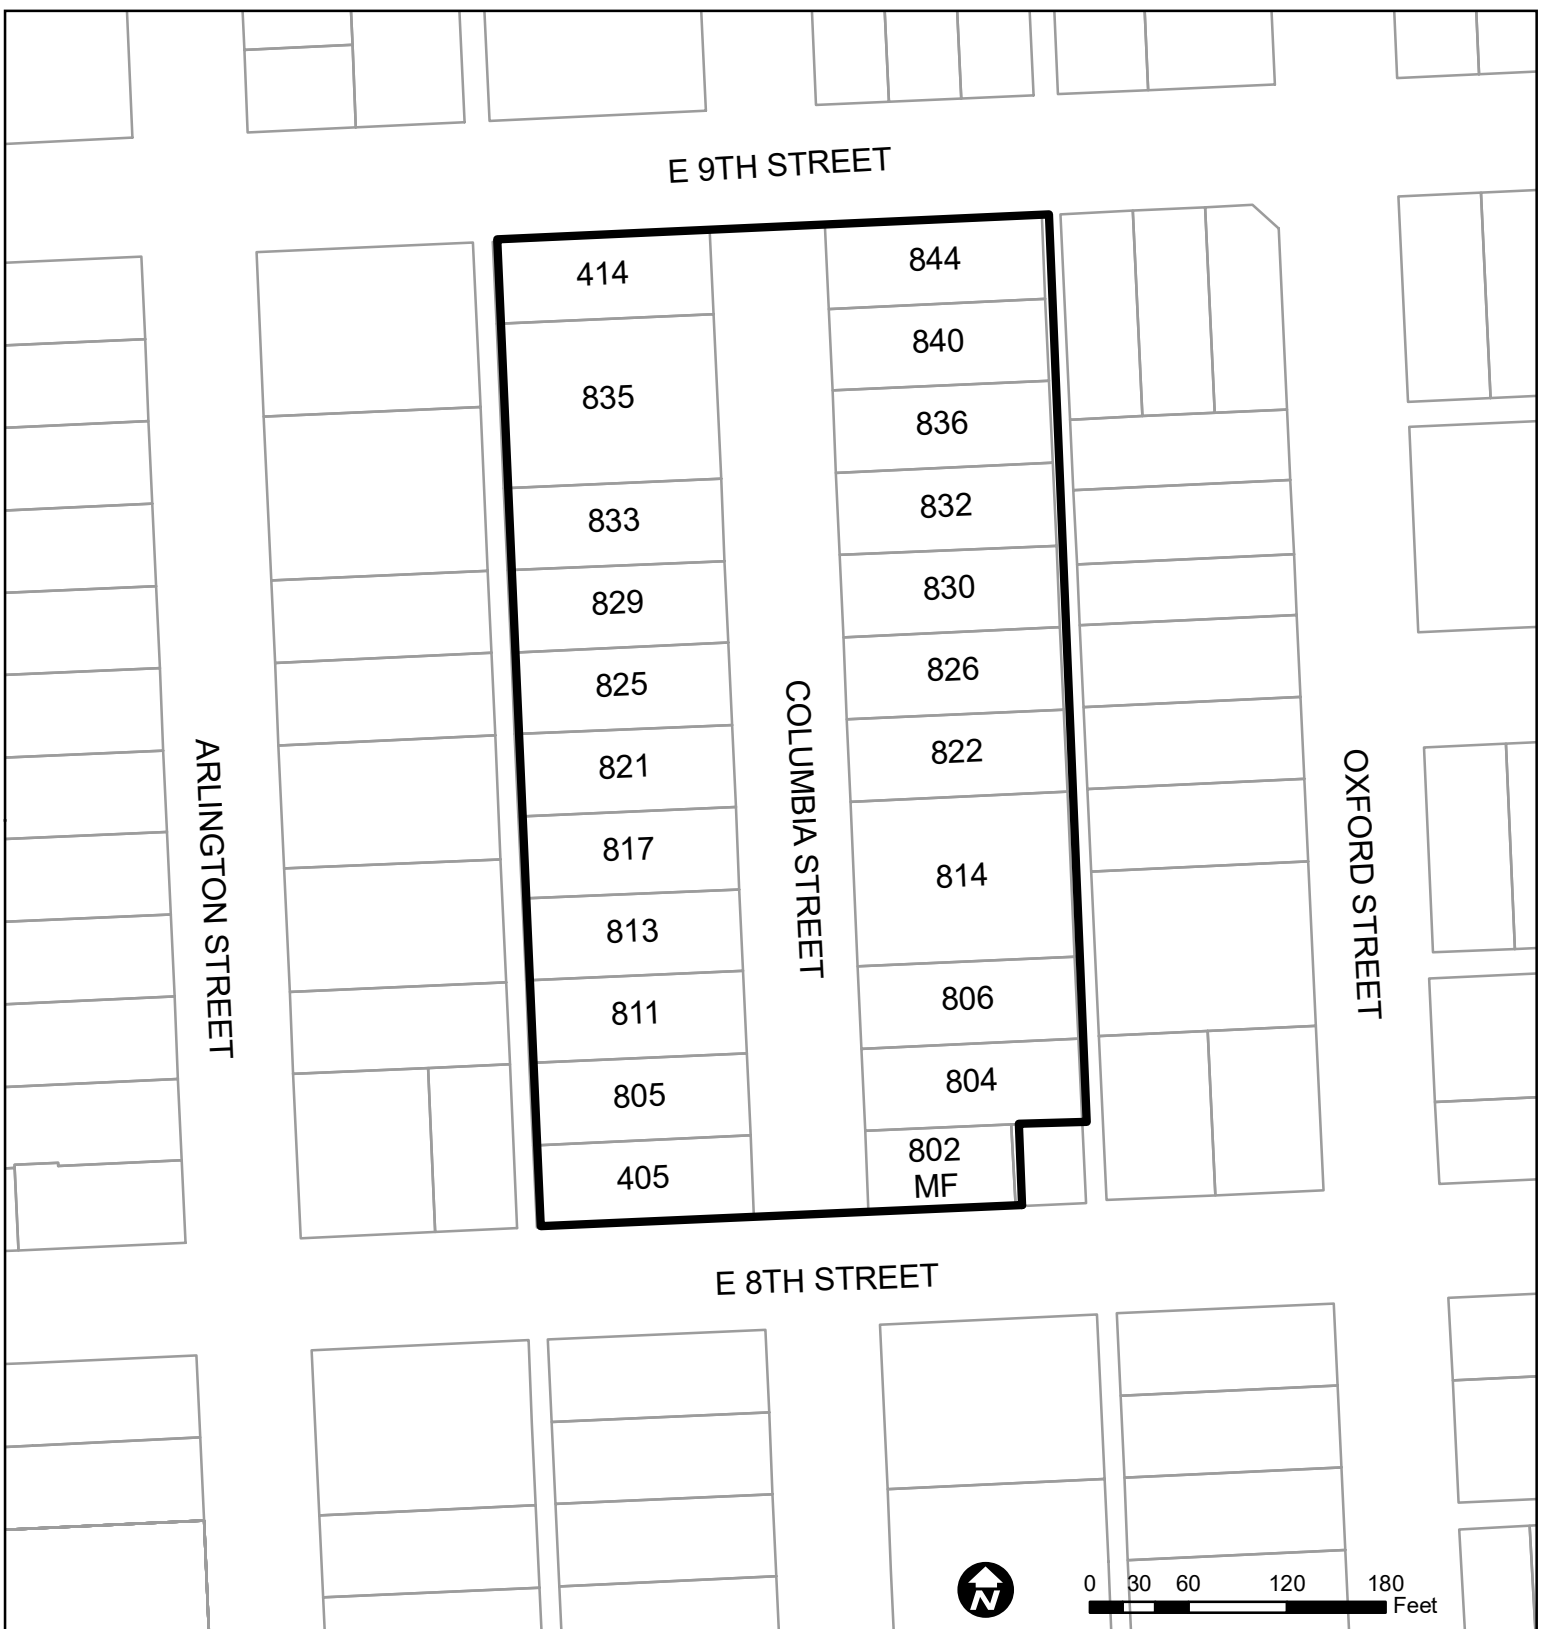 E 9TH STREET
414
844
840
835
836
832
833
830
829
826
825
822
821
COLUMBIA STREET
ARLINGTON STREET
OXFORD STREET
817
814
813
806
811
804
805
802
MF
405
E 8TH STREET
N
0 30 60 120 180
Feet